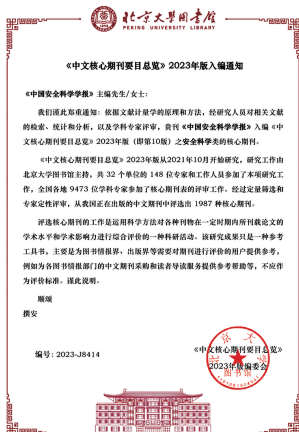 北京大学图书馆
PEKING UNIVERSITY LIBRARY
《中文核心期刊要目总览》2023年版入编通知
《中国安全科学学报》主编先生/女士:
我们谨此郑重通知:依据文献计量学的原理和方法,经研究人员对相关文献
的检索、统计和分析,以及学科专家评审,贵刊《中国安全科学学报》入编《中
文核心期刊要目总览》2023年版(即第10版)之安全科学类的核心期刊。
《中文核心期刊要目总览》2023年版从2021年10月开始研究,研究工作由
北京大学图书馆主持,共 32 个单位的 148 位专家和工作人员参加了本项研究工
作,全国各地 9473 位学科专家参加了核心期刊表的评审工作。经过定量筛选和
专家定性评审,从我国正在出版的中文期刊中评选出 1987 种核心期刊。
评选核心期刊的工作是运用科学方法对各种刊物在一定时期内所刊载论文的
学术水平和学术影响力进行综合评价的一种科研活动。该研究成果只是一种参考
工具书,主要是为图书情报界、出版界等需要对期刊进行评价的用户提供参考,
例如为各图书情报部门的中文期刊采购和读者导读服务提供参考帮助等,不应作
为评价标准。谨此说明。
顺颂
撰安
《中文核心期刊要目总览》
编号: 2023-J8414
2023年版编委会
北京大学
图书馆